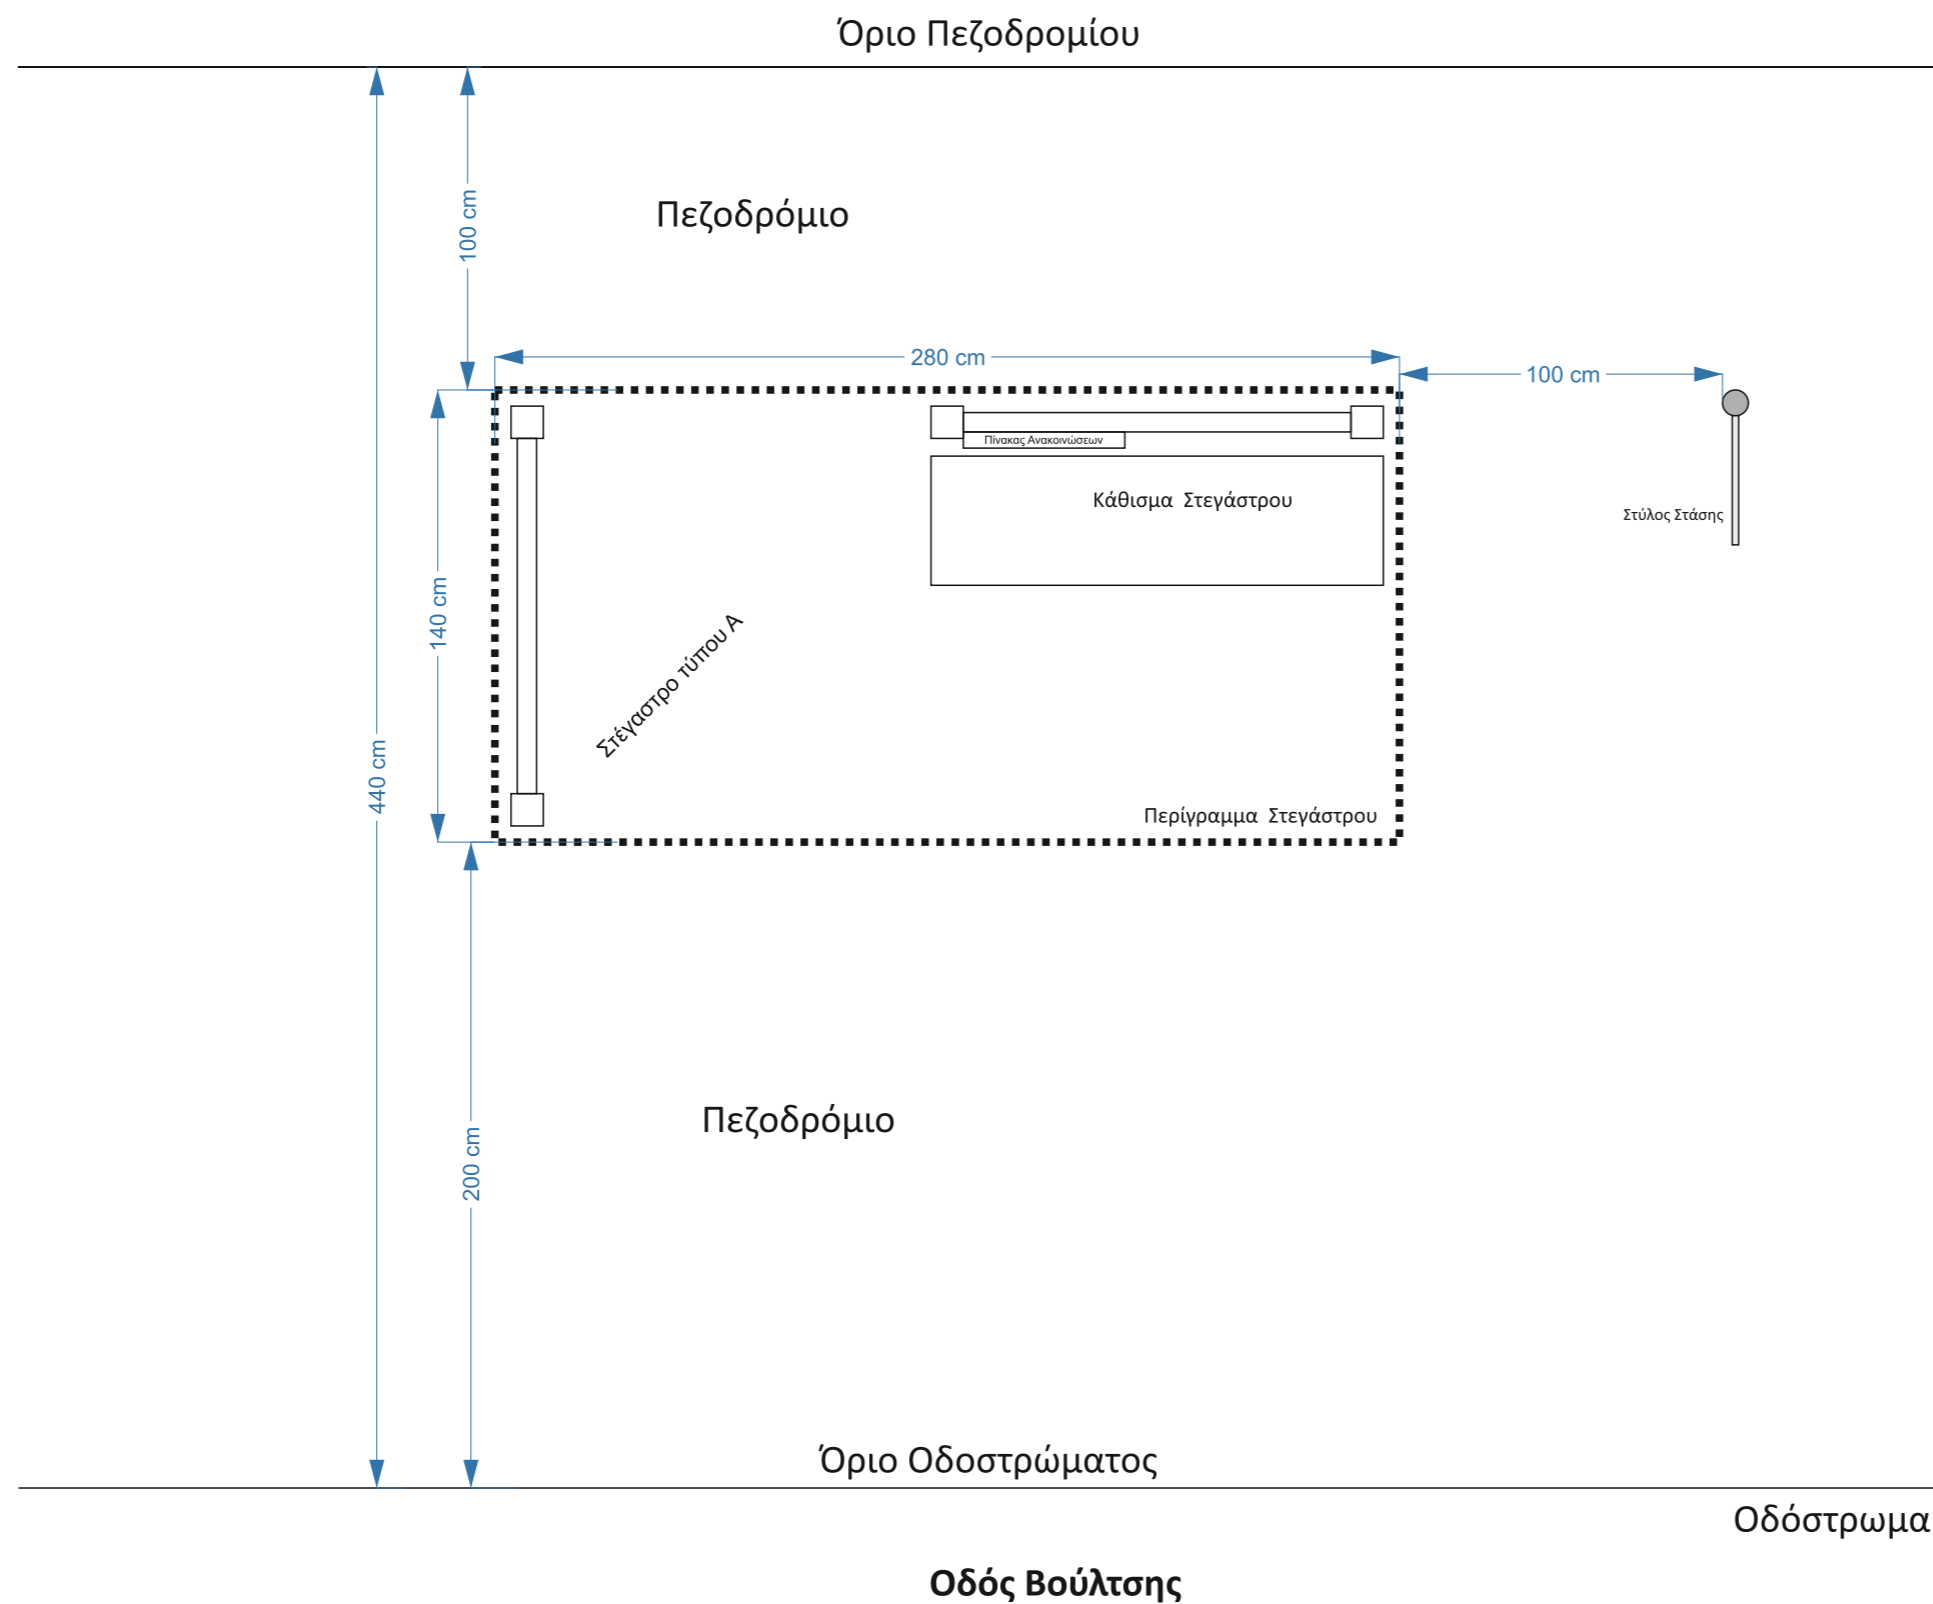 Όριο Πεζοδρομίου
100 cm
Πεζοδρόμιο
280 cm
100 cm
Πίνακας Ανακοινώσεων
Κάθισμα Στεγάστρου
Στύλος Στάσης
140 cm
Στέγαστρο τύπου Α
440 cm
Περίγραμμα Στεγάστρου
Πεζοδρόμιο
200 cm
Όριο Οδοστρώματος
Οδόστρωμα
Οδός Βούλτσης